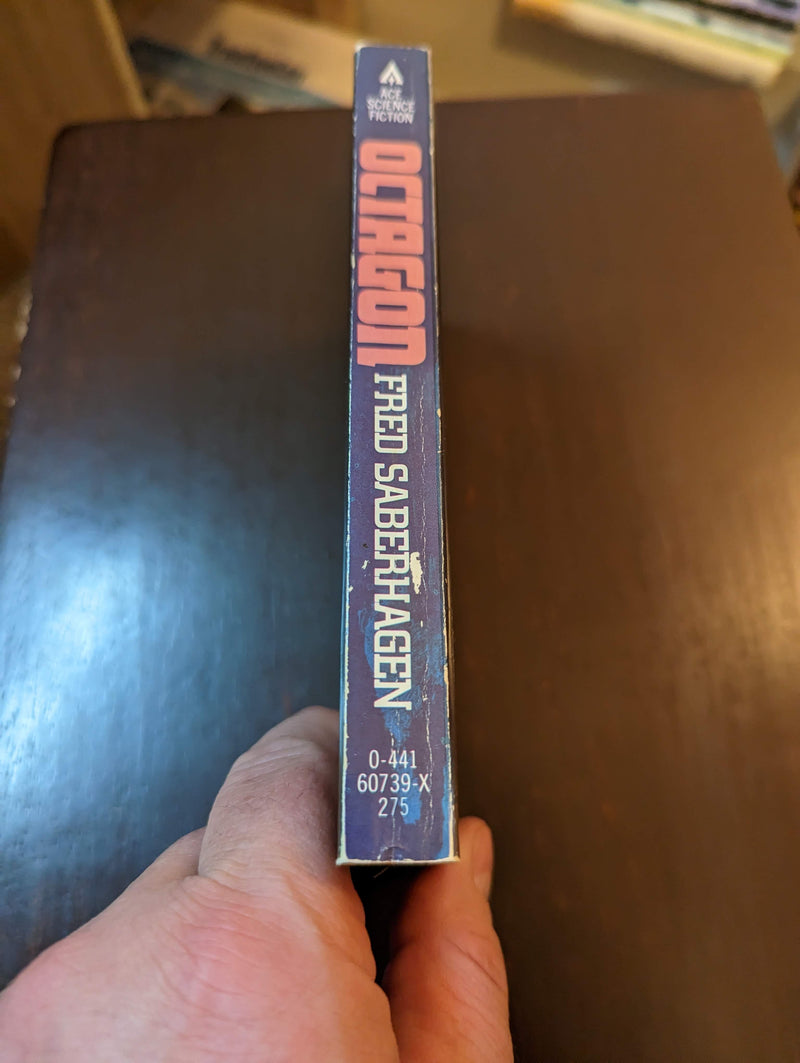 ACE
SCIENCE
FICTION
OCTAGON
FRED SABERHAGEN
0-441
60739-X
275